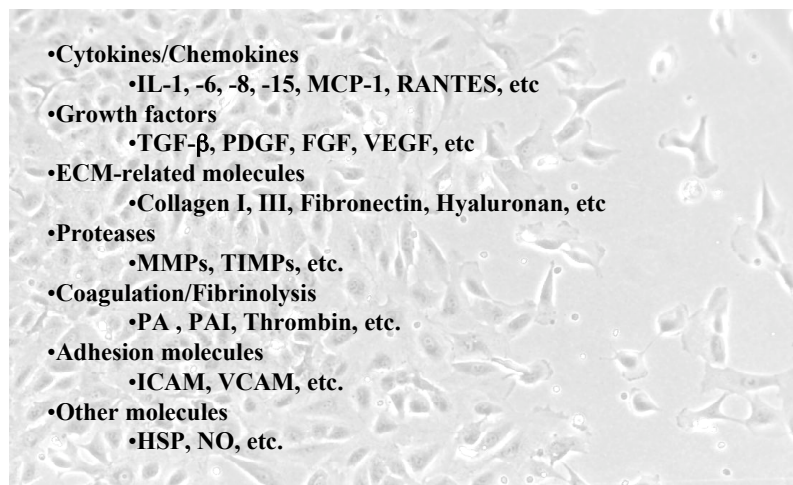 •Cytokines/Chemokines
•IL-1, -6, -8, -15, MCP-1, RANTES, etc
•Growth factors
•TGF-β, PDGF, FGF, VEGF, etc
•ECM-related molecules
•Collagen I, III, Fibronectin, Hyaluronan, etc
•Proteases
•MMPs, TIMPs, etc.
•Coagulation/Fibrinolysis
•PA , PAI, Thrombin, etc.
•Adhesion molecules
•ICAM, VCAM, etc.
•Other molecules
•HSP, NO, etc.